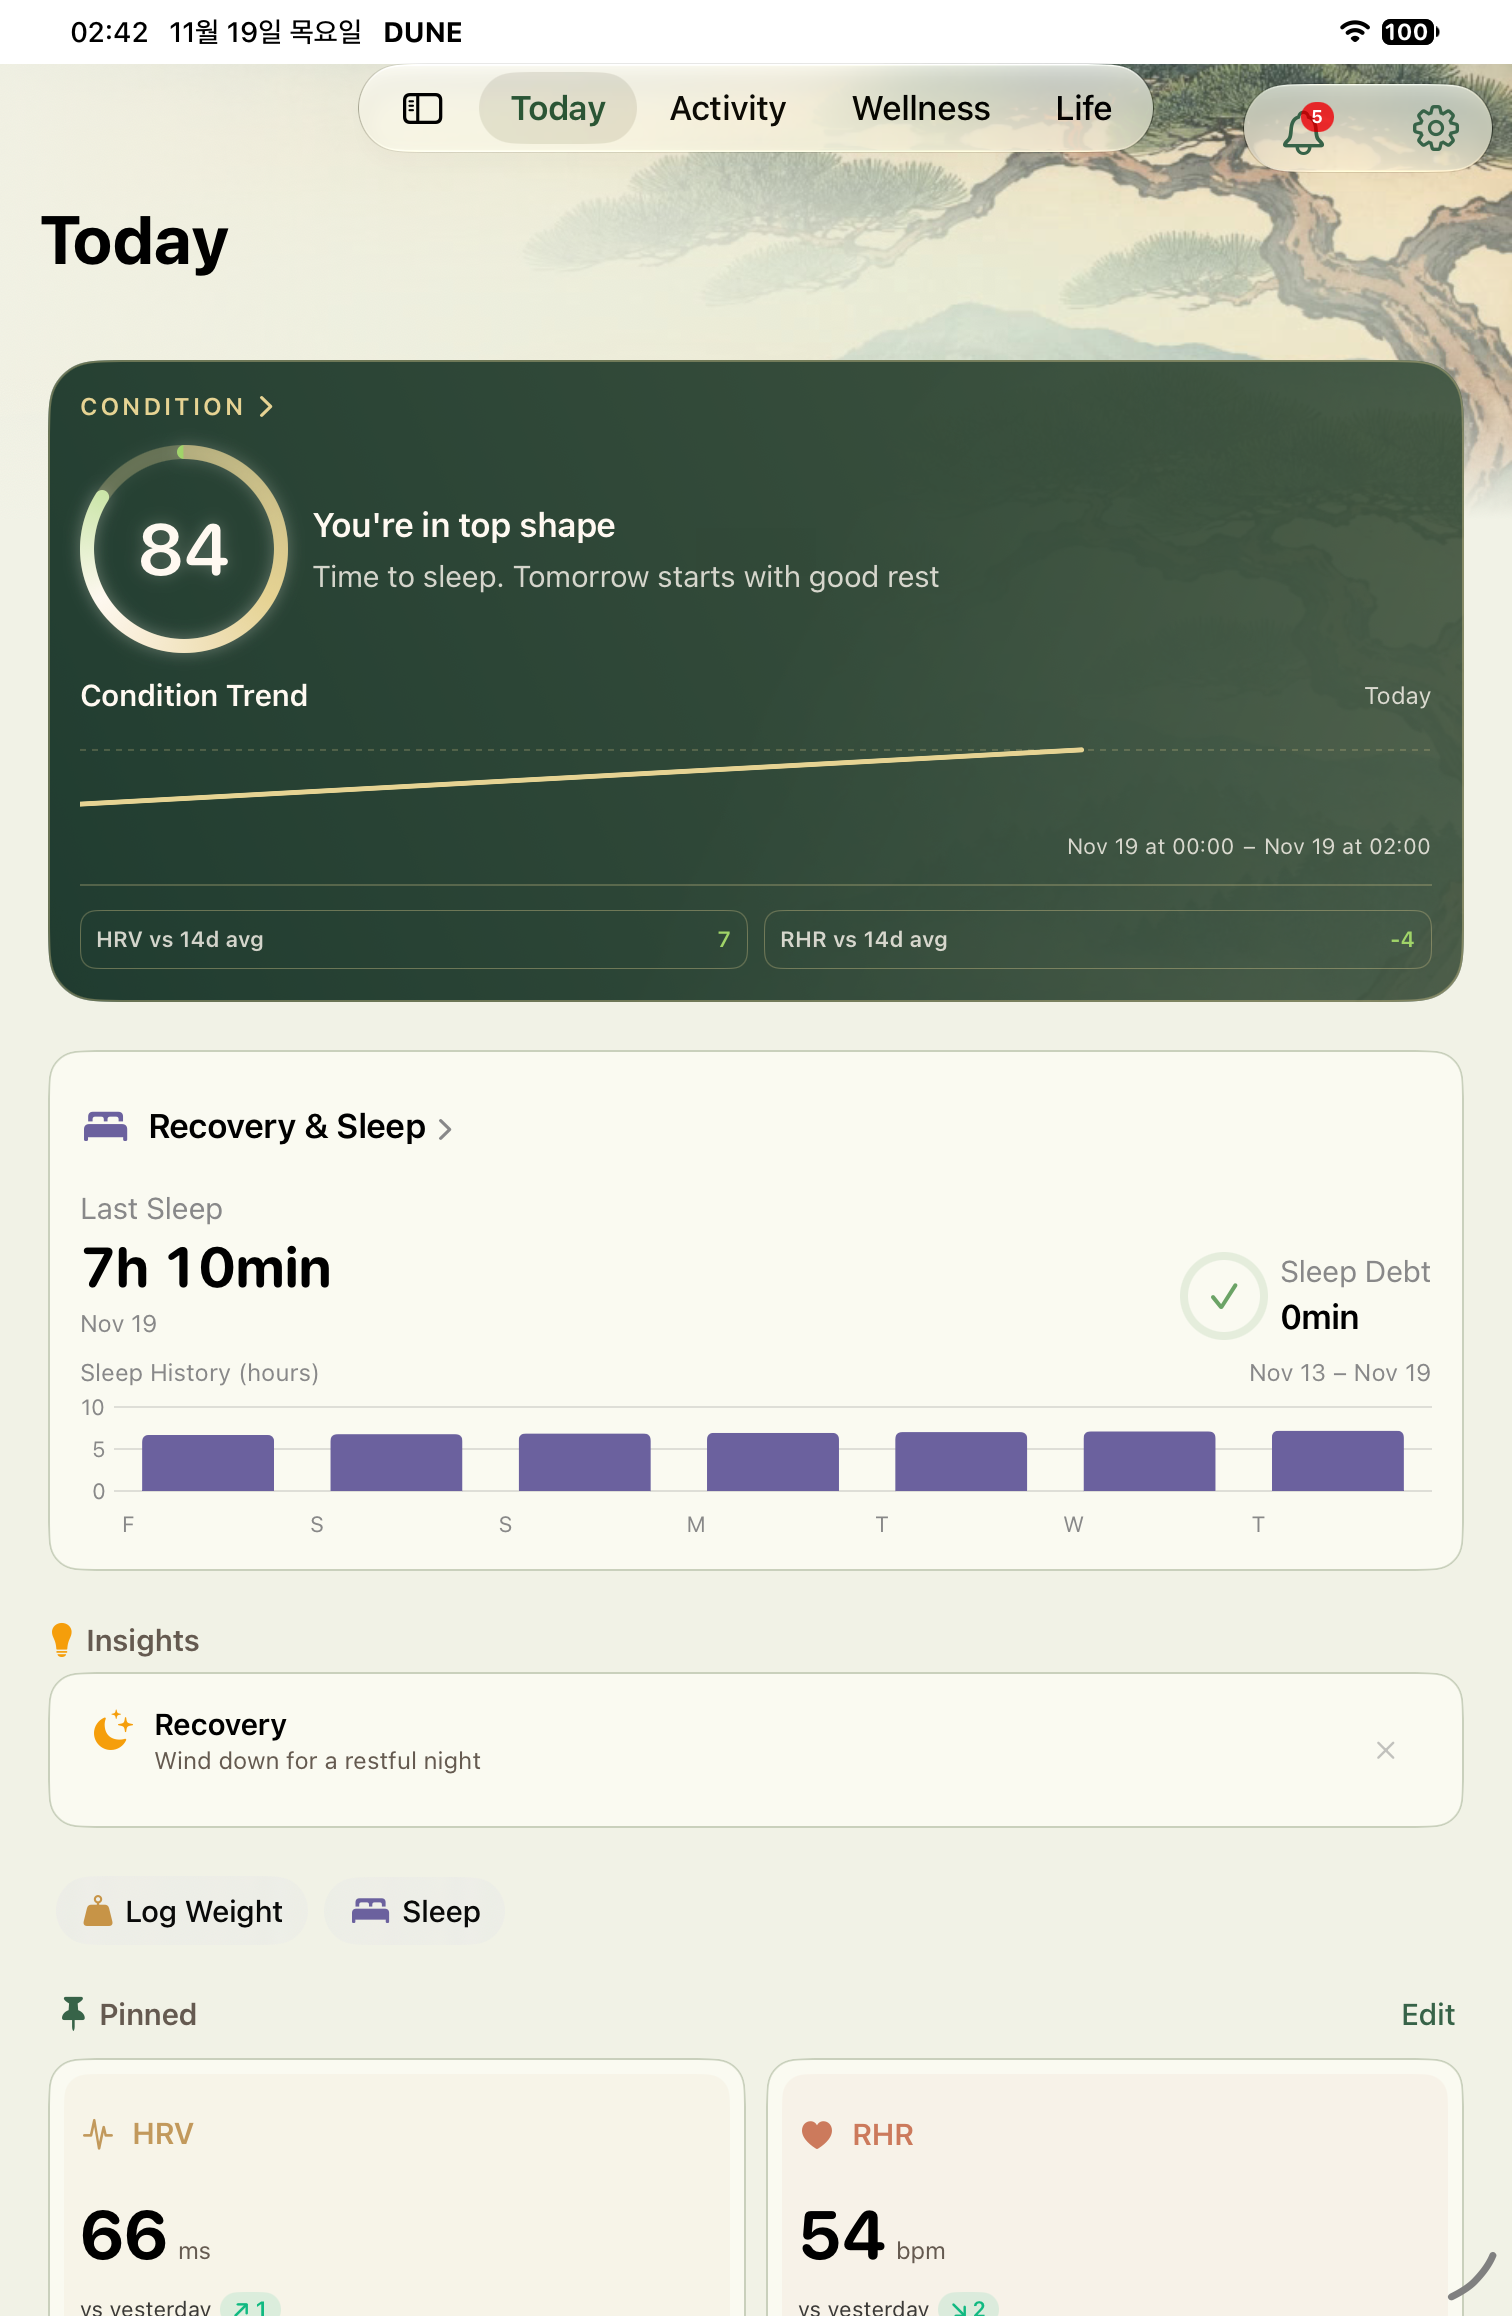 02:42 11월 19일 목요일 DUNE
100
Today Activity Wellness Life
5
Today
CONDITION
84
You're in top shape
Time to sleep. Tomorrow starts with good rest
Condition Trend
Today
Nov 19 at 00:00 – Nov 19 at 02:00
HRV vs 14d avg 7
RHR vs 14d avg -4
Recovery & Sleep
Last Sleep
7h 10min
Nov 19
Sleep Debt
0min
Sleep History (hours)
Nov 13 – Nov 19
10
5
0
F S S M T W T
Insights
Recovery
Wind down for a restful night
Log Weight
Sleep
Pinned
Edit
HRV
66 ms
vs yesterday 1
RHR
54 bpm
vs yesterday 2